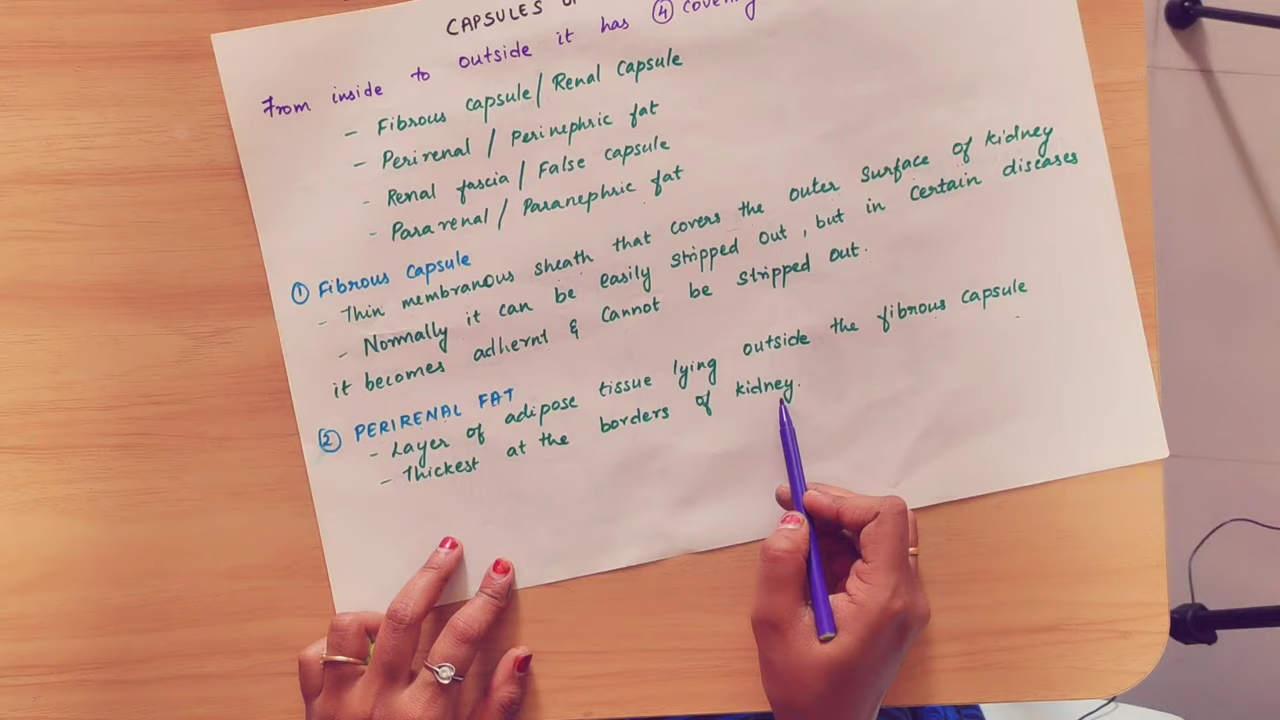 CAPSULES
From inside to outside it has ④
- Fibrous capsule/ Renal capsule
- Perirenal / Perinephric fat
- Renal fascia / False capsule
- Pararenal / Paranephric fat
① Fibrous capsule
- Thin membranous sheath that covers the outer surface of kidney
- Normally it can be easily stripped out, but in certain diseases
it becomes adhernt & cannot be stripped out.
② PERIRENAL FAT
- Layer of adipose tissue lying outside the fibrous capsule
- Thickest at the borders of kidney.